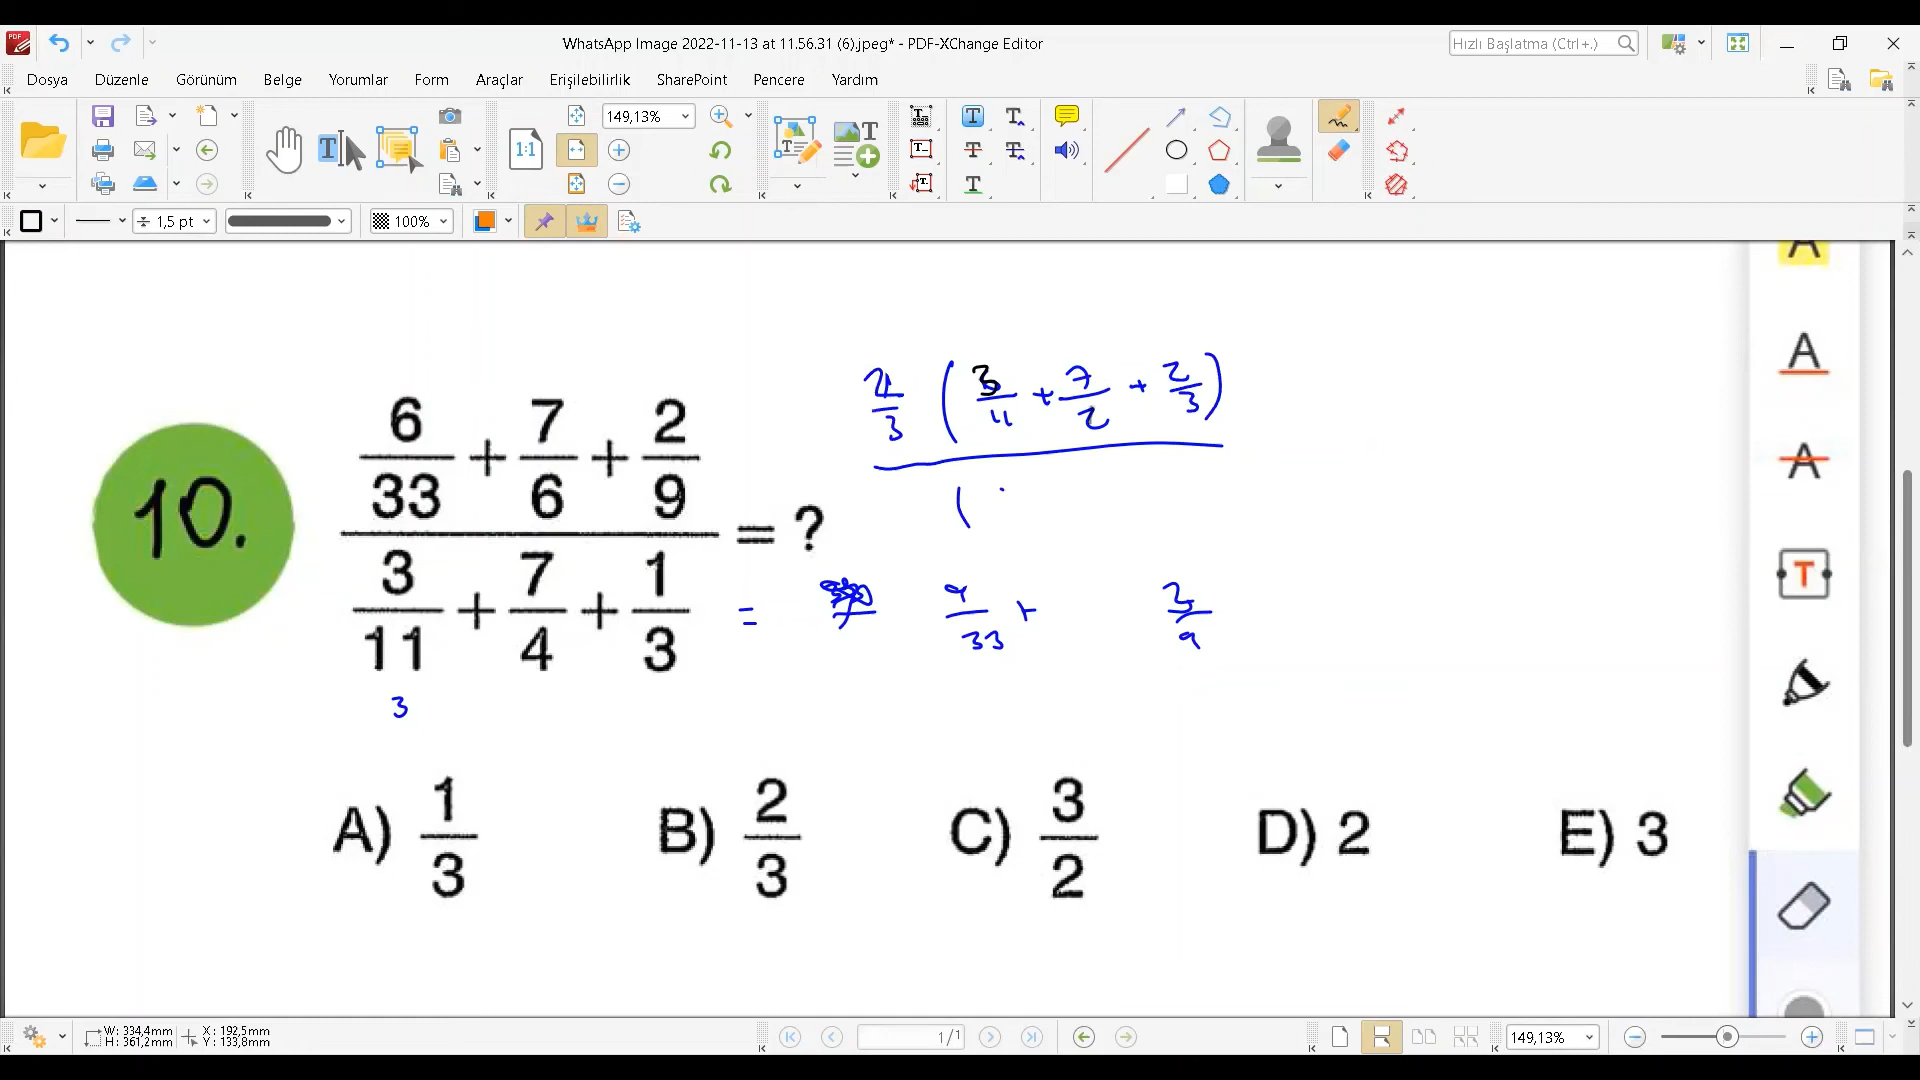 WhatsApp Image 2022-11-13 at 11.56.31 (6).jpeg* - PDF-XChange Editor
Hızlı Başlatma (Ctrl+.)
Dosya Düzenle Görünüm Belge Yorumlar Form Araçlar Erişilebilirlik SharePoint Pencere Yardım
149,13%
1:1
1,5 pt
100%
2/3 (3/11 + 7/2 + 2/3)
(
10.
6/33 + 7/6 + 2/9
= ?
3/11 + 7/4 + 1/3
= 9/33 + 2/9
3
A) 1/3 B) 2/3 C) 3/2 D) 2 E) 3
W: 334,4mm
H: 361,2mm
X: 192,5mm
Y: 133,8mm
1/1
149,13%